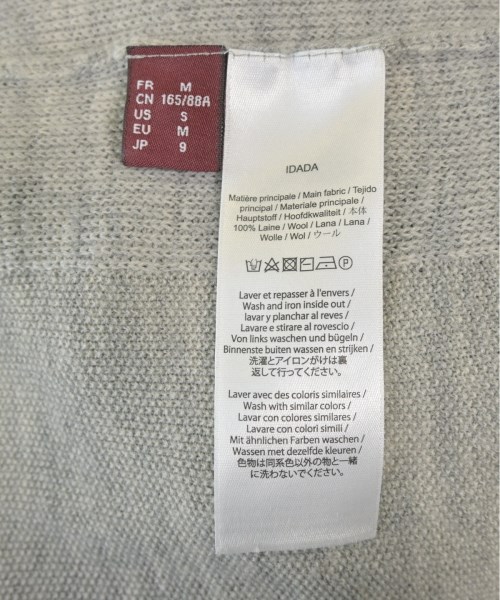 FR M
CN 165/88A
US S
EU M
JP 9
IDADA
Matière principale / Main fabric / Tejido
principal / Materiale principale /
Hauptstoff / Hoofdkwaliteit / 本体
100% Laine / Wool / Lana / Lana /
Wolle / Wol / ウール
P
Laver et repasser à l'envers /
Wash and iron inside out /
lavar y planchar al reves /
Lavare e stirare al rovescio /
Von links waschen und bügeln /
Binnenste buiten wassen en strijken /
洗濯とアイロンがけは裏
返して行ってください。
Laver avec des coloris similaires /
Wash with similar colors /
Lavar con colores similares /
Lavare con colori simili /
Mit ähnlichen Farben waschen /
Wassen met dezelfde kleuren /
色物は同系色以外の物と一緒
に洗わないでください。